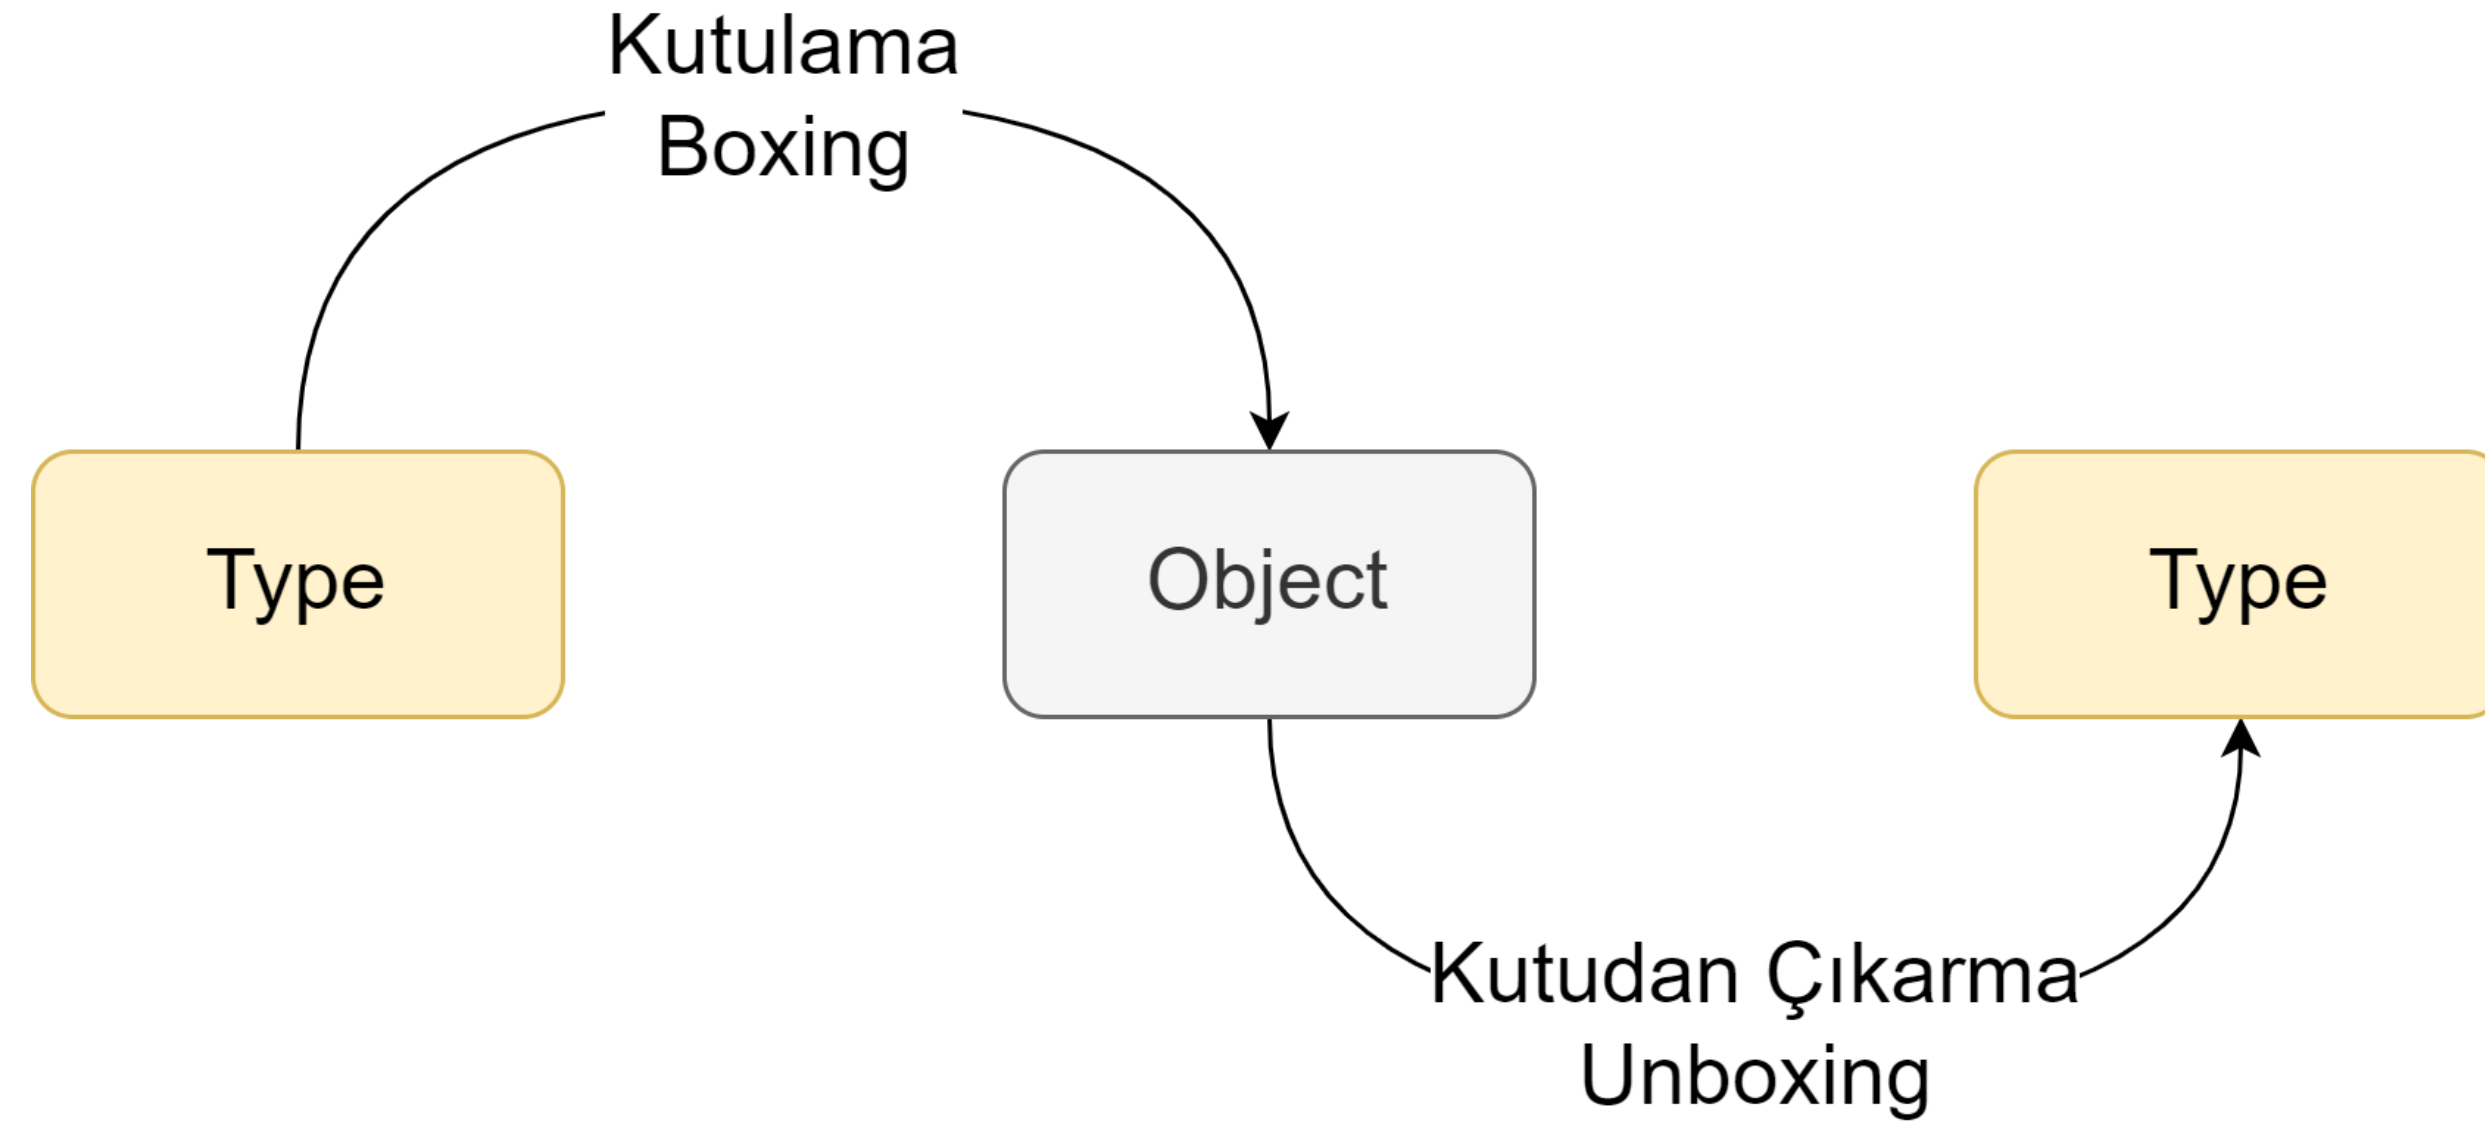 Kutulama
Boxing
Type
Object
Type
Kutudan Çıkarma
Unboxing